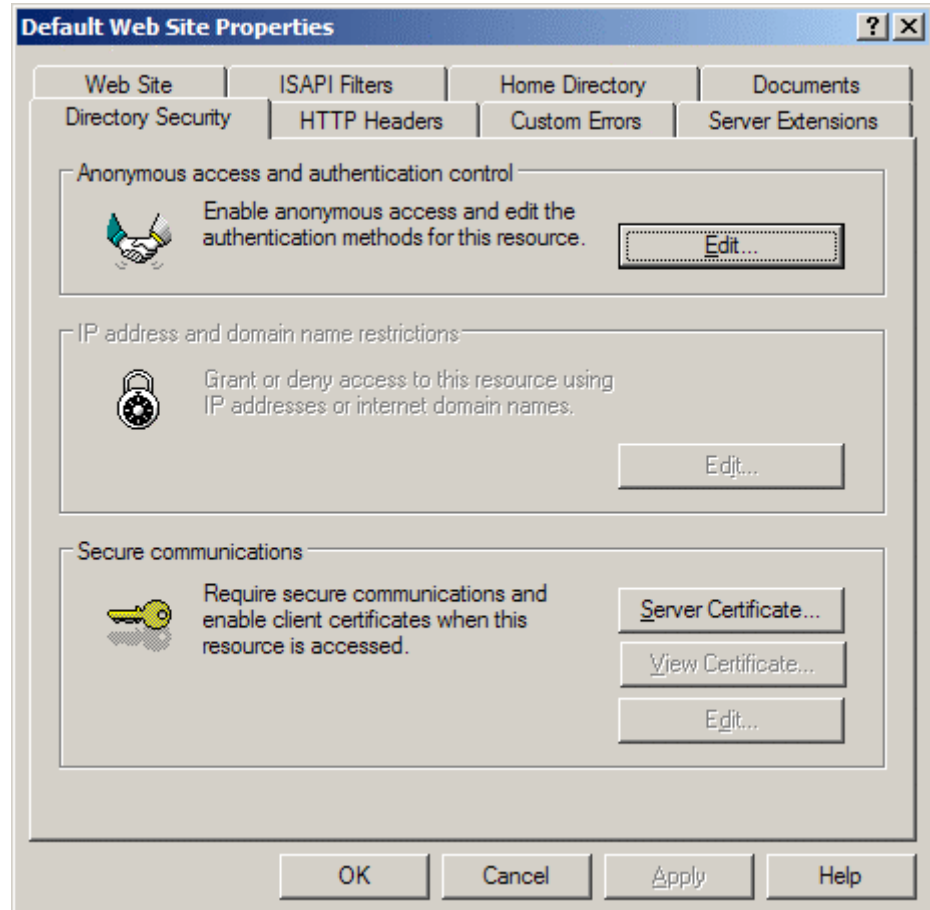 Default Web Site Properties
Web Site
ISAPI Filters
Home Directory
Documents
Directory Security
HTTP Headers
Custom Errors
Server Extensions
Anonymous access and authentication control
Enable anonymous access and edit the
authentication methods for this resource.
Edit...
IP address and domain name restrictions
Grant or deny access to this resource using
IP addresses or internet domain names.
Edit...
Secure communications
Require secure communications and
enable client certificates when this
resource is accessed.
Server Certificate...
View Certificate...
Edit...
OK
Cancel
Apply
Help